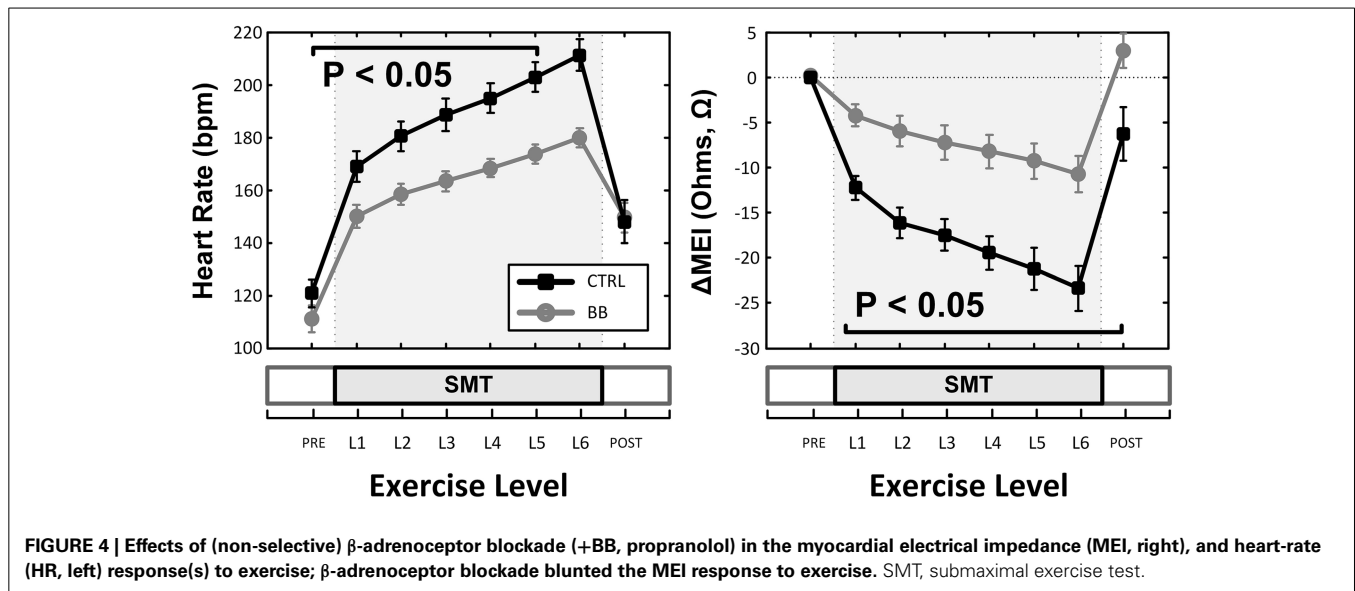 220
200
180
160
140
120
100
Heart Rate (bpm)
P < 0.05
CTRL
BB
SMT
PRE L1 L2 L3 L4 L5 L6 POST
Exercise Level
5
0
-5
-10
-15
-20
-25
-30
ΔMEI (Ohms, Ω)
P < 0.05
SMT
PRE L1 L2 L3 L4 L5 L6 POST
Exercise Level
FIGURE 4 | Effects of (non-selective) β-adrenoceptor blockade (+BB, propranolol) in the myocardial electrical impedance (MEI, right), and heart-rate
(HR, left) response(s) to exercise; β-adrenoceptor blockade blunted the MEI response to exercise. SMT, submaximal exercise test.